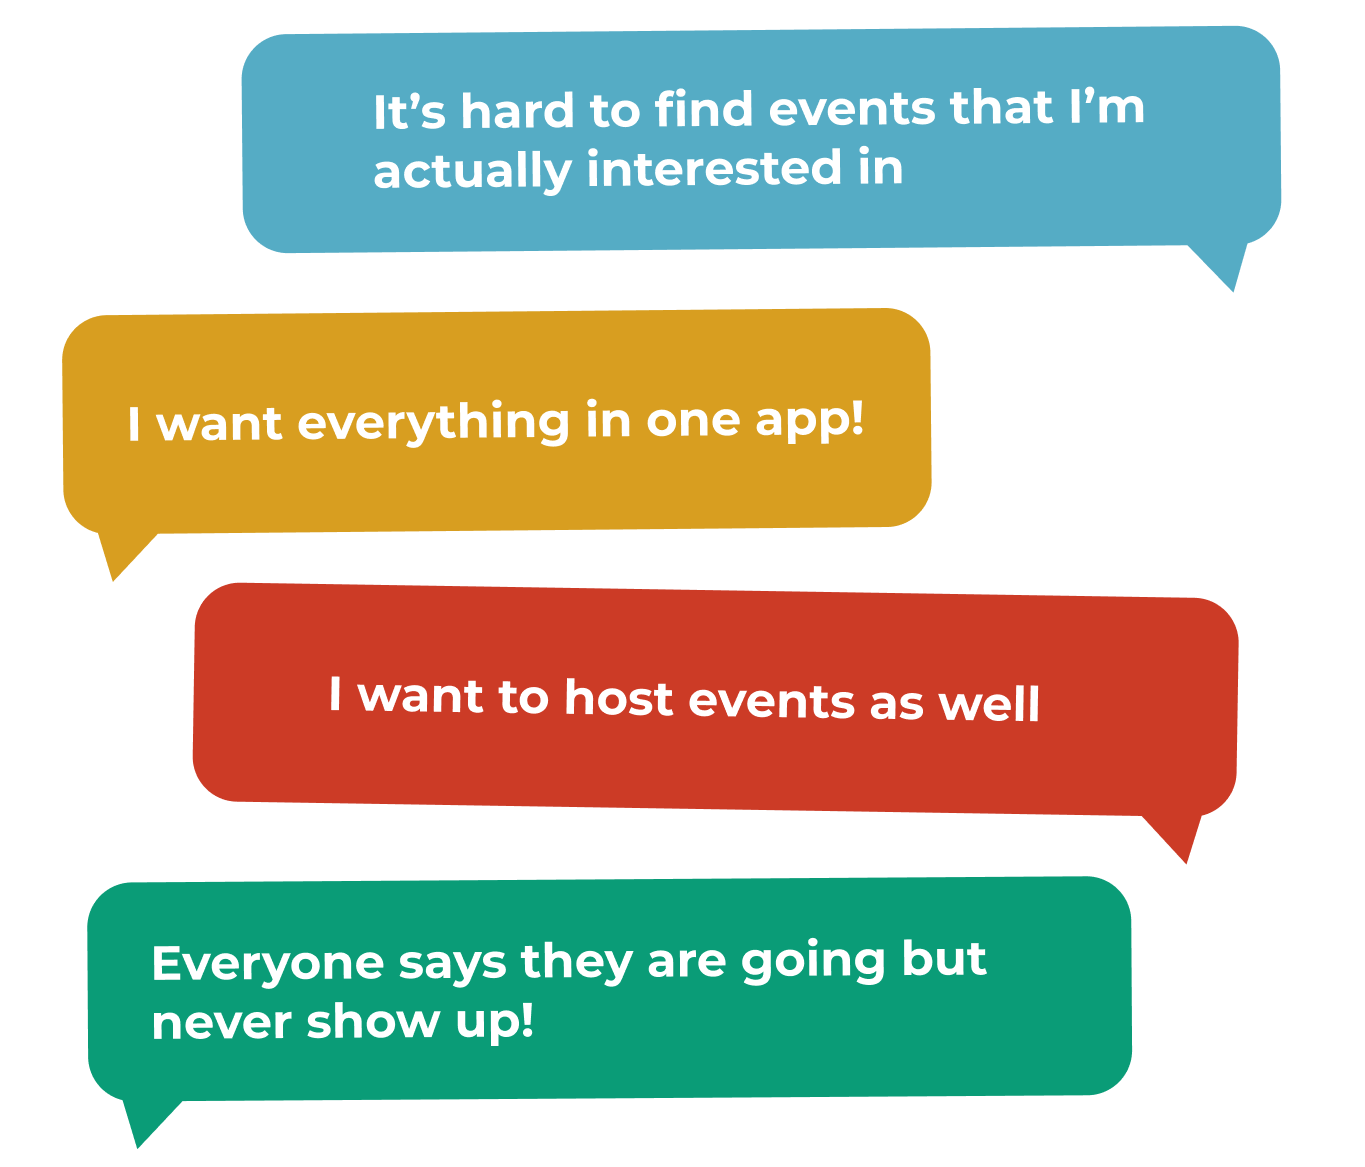 It’s hard to find events that I’m
actually interested in
I want everything in one app!
I want to host events as well
Everyone says they are going but
never show up!